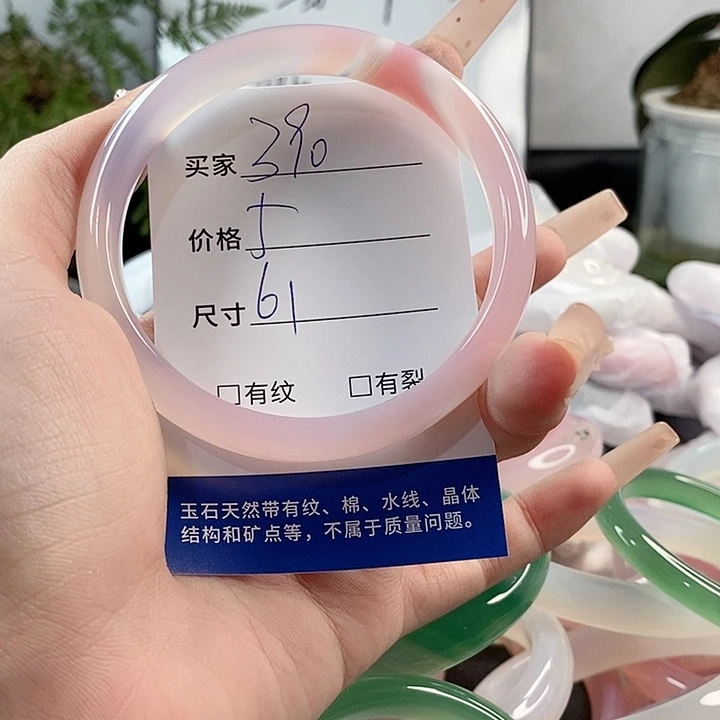 买家 390
价格 5
尺寸 61
□有纹 □有裂
玉石天然带有纹、棉、水线、晶体
结构和矿点等，不属于质量问题。